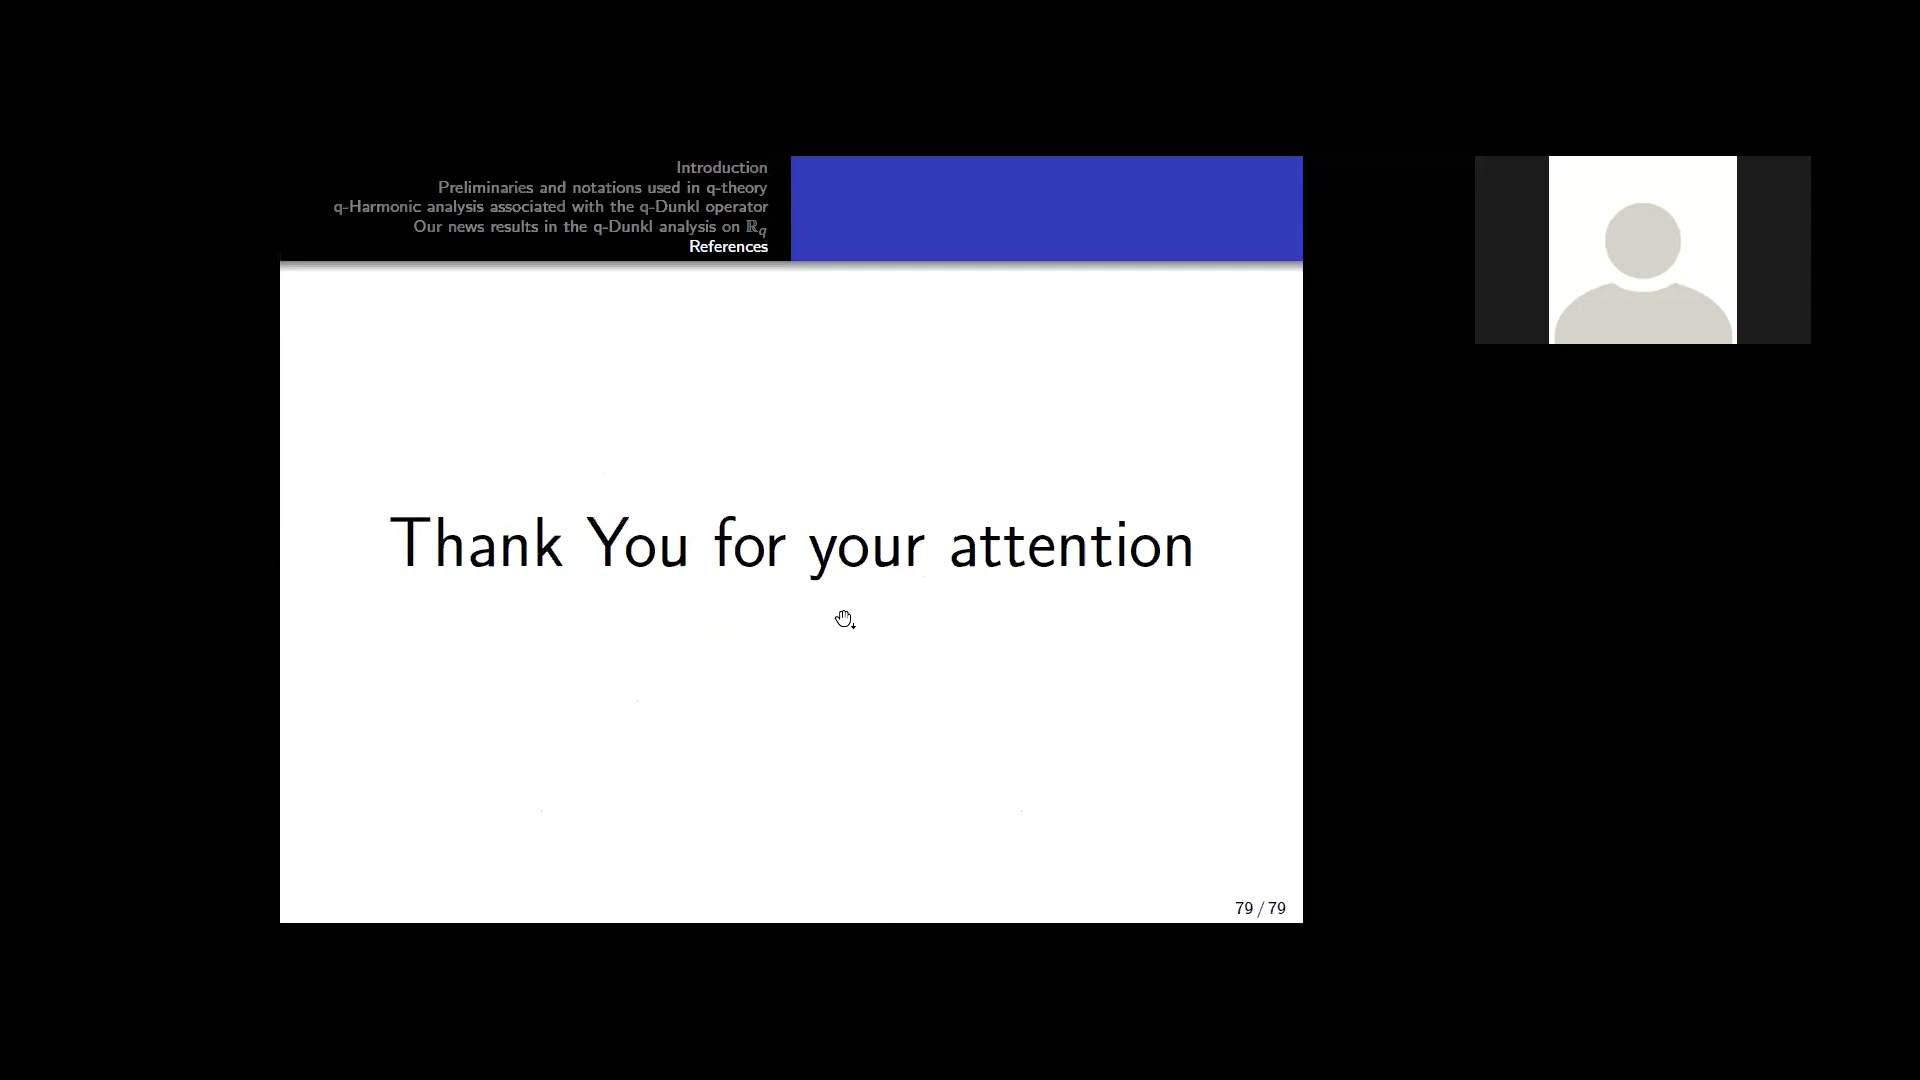 Introduction
Preliminaries and notations used in q-theory
q-Harmonic analysis associated with the q-Dunkl operator
Our news results in the q-Dunkl analysis on ℝq
References
Thank You for your attention
79 / 79